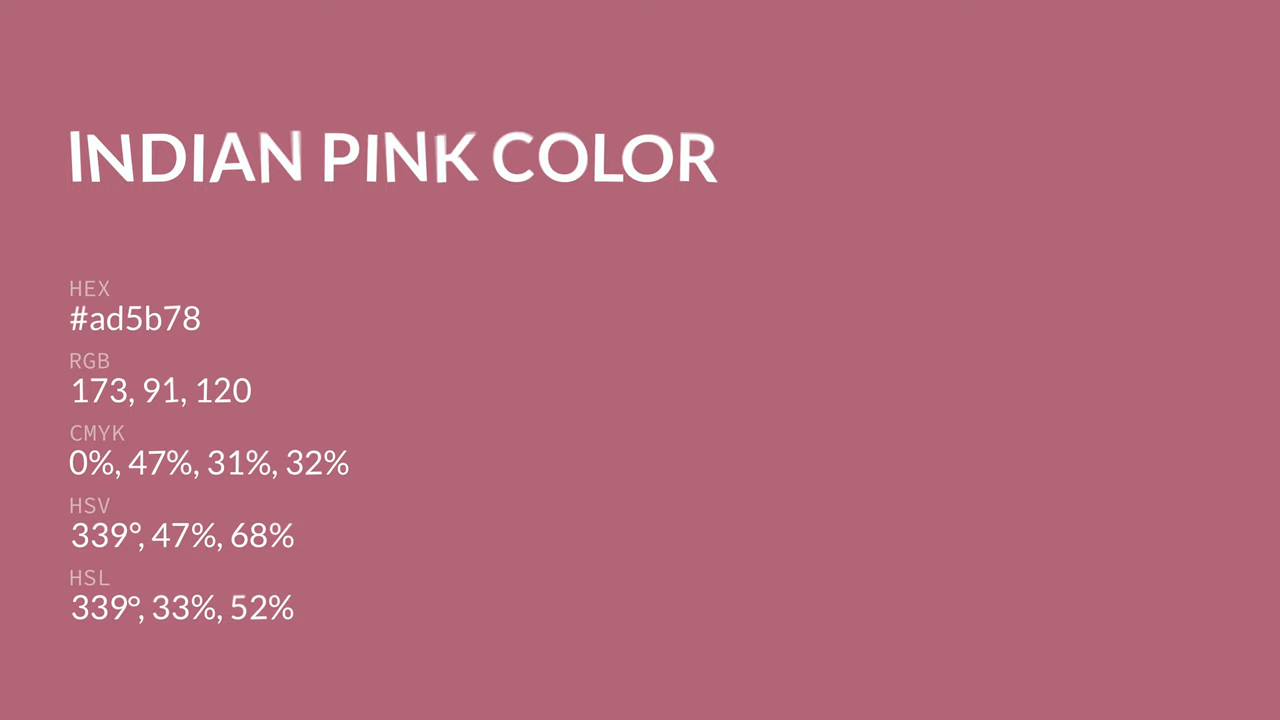 INDIAN PINK COLOR
HEX
#ad5b78
RGB
173, 91, 120
CMYK
0%, 47%, 31%, 32%
HSV
339°, 47%, 68%
HSL
339°, 33%, 52%